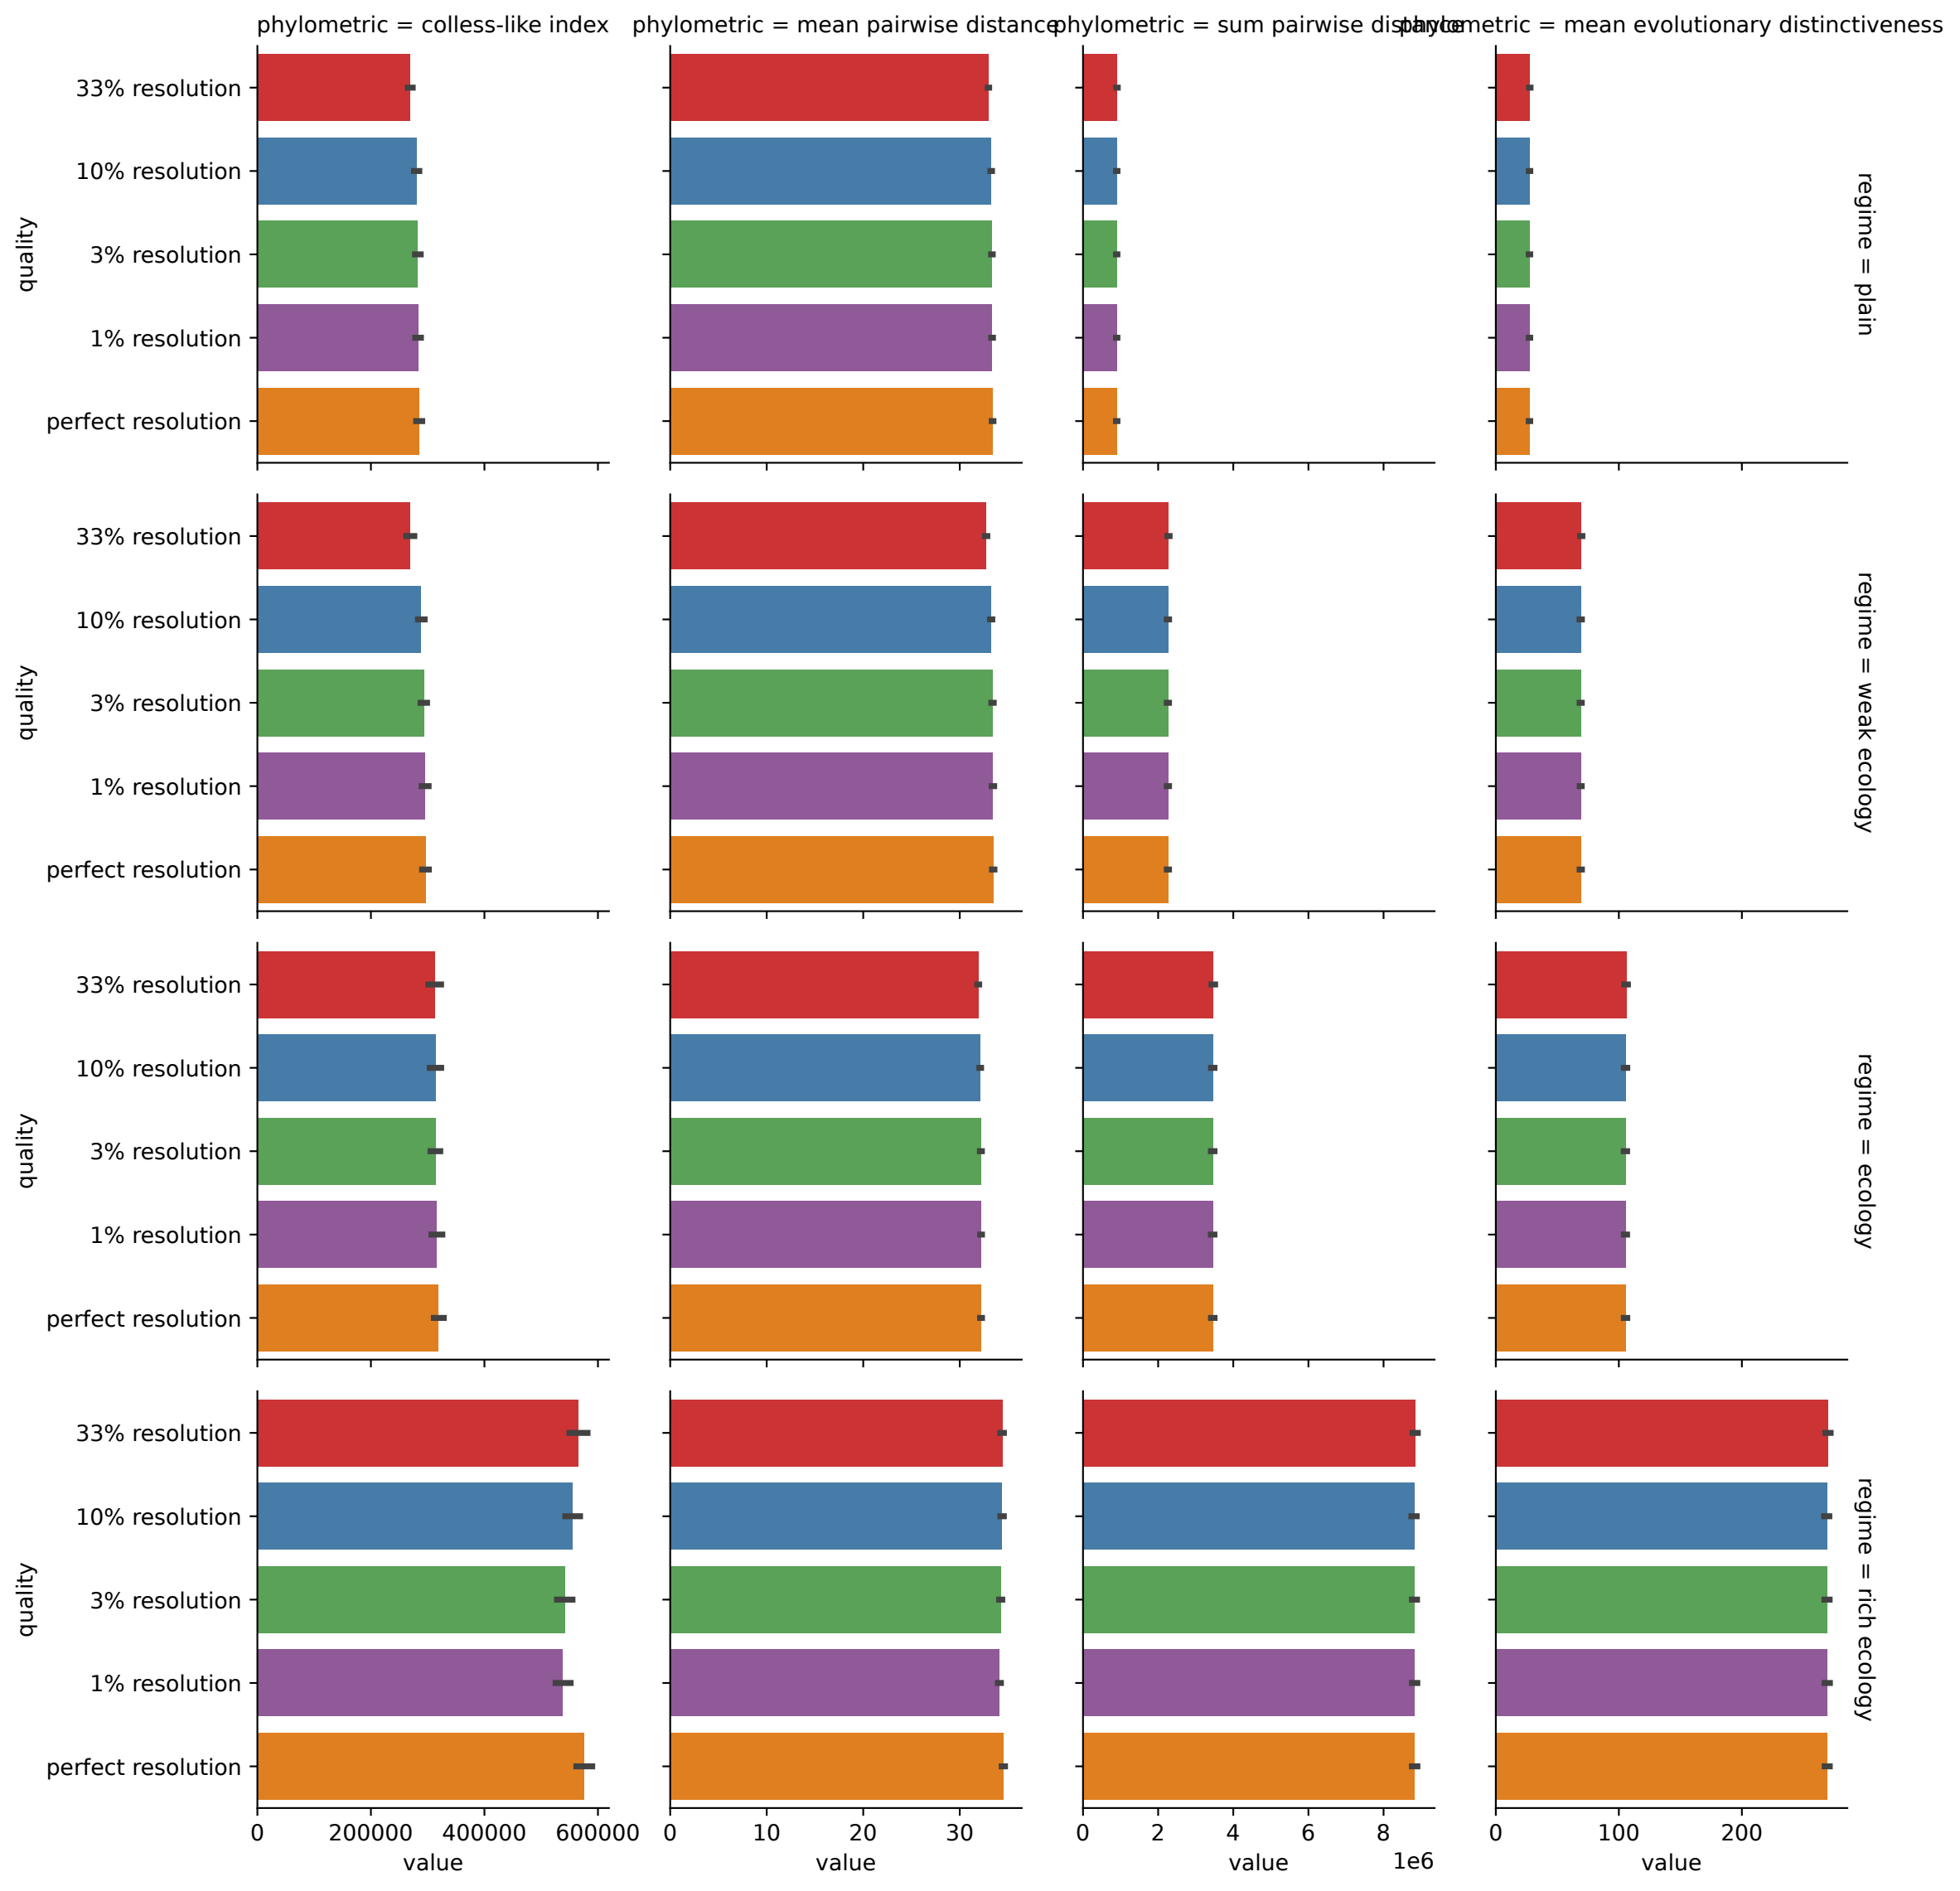 phylometric = colless-like index
phylometric = mean pairwise distance
phylometric = sum pairwise distance
phylometric = mean evolutionary distinctiveness
quality
33% resolution
10% resolution
3% resolution
1% resolution
perfect resolution
regime = plain
quality
33% resolution
10% resolution
3% resolution
1% resolution
perfect resolution
regime = weak ecology
quality
33% resolution
10% resolution
3% resolution
1% resolution
perfect resolution
regime = ecology
quality
33% resolution
10% resolution
3% resolution
1% resolution
perfect resolution
regime = rich ecology
0 200000 400000 600000
value
0 10 20 30
value
0 2 4 6 8
1e6
value
0 100 200
value